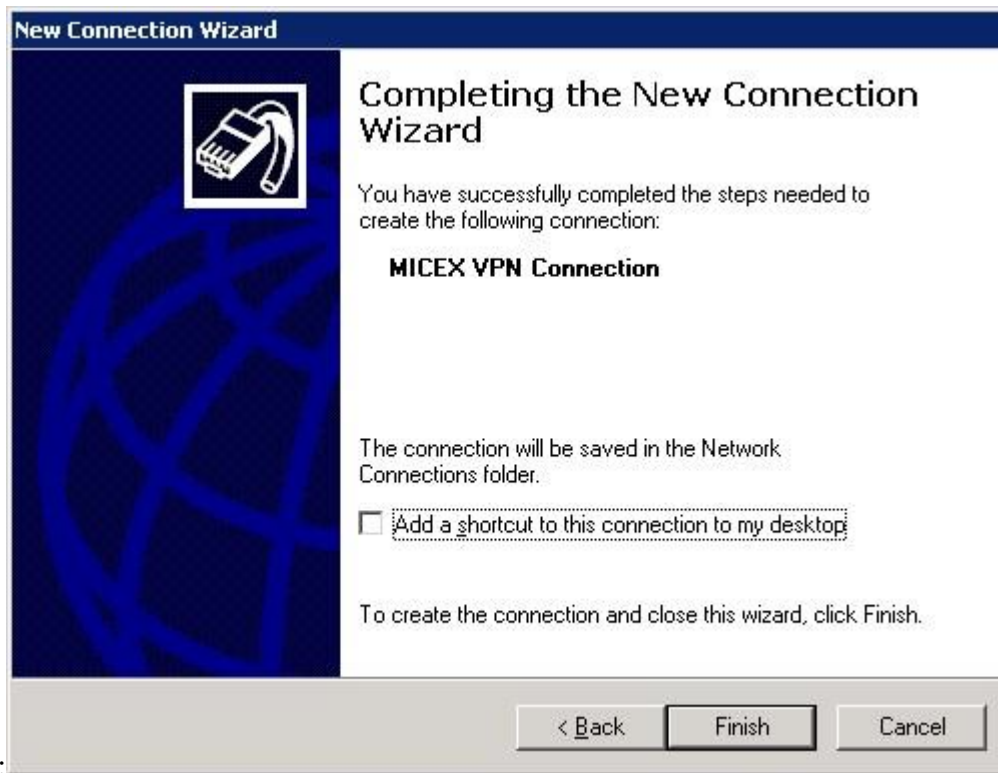 New Connection Wizard
Completing the New Connection
Wizard
You have successfully completed the steps needed to
create the following connection:
MICEX VPN Connection
The connection will be saved in the Network
Connections folder.
Add a shortcut to this connection to my desktop
To create the connection and close this wizard, click Finish.
< Back Finish Cancel
.